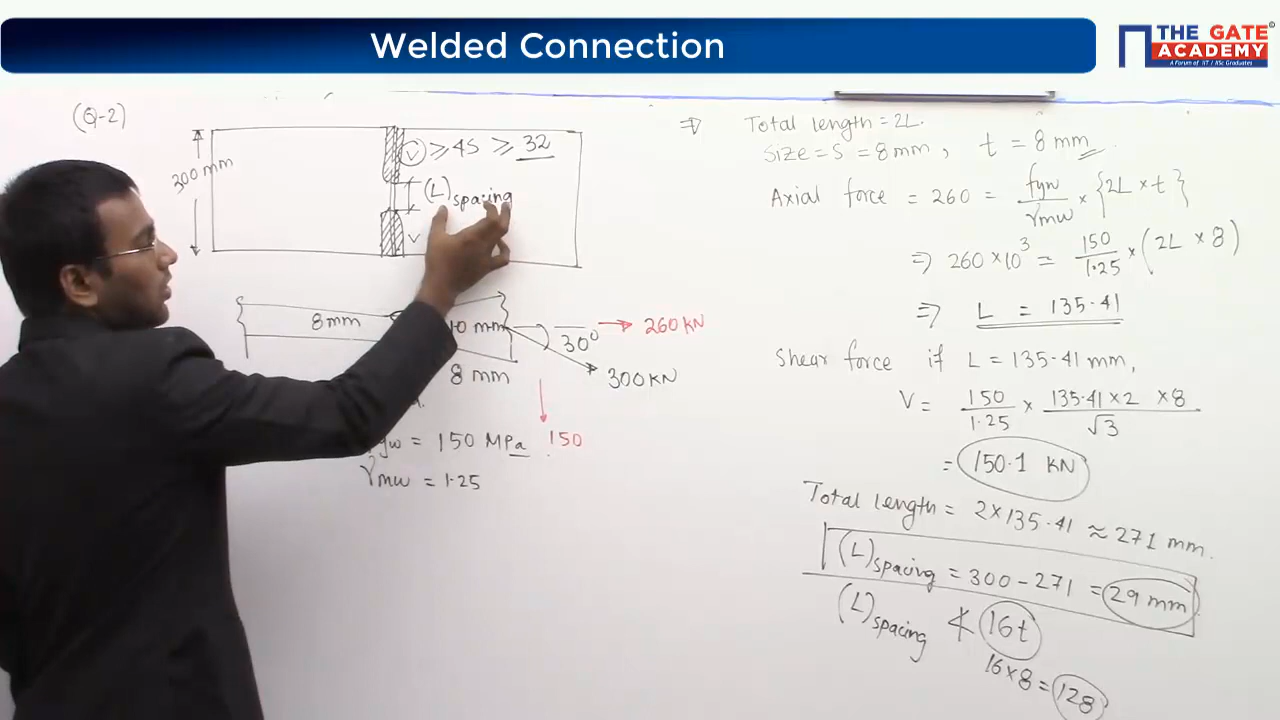 Welded Connection
THE GATE ACADEMY
A Forum of IIT / IISc Graduates
(Q-2)
300 mm
(V) ≥ 4S ≥ 32
(L)spacing
V
8mm
10 mm
8 mm
30°
260 KN
300 KN
= 150 MPa
150
γmw = 1.25
⇒ Total length = 2L.
Size = S = 8mm, t = 8 mm
Axial force = 260 = fyw/γmw × {2L × t}
⇒ 260 × 10³ = 150/1.25 × (2L × 8)
⇒ L = 135.41
Shear force if L = 135.41 mm,
V = 150/1.25 × 135.41 × 2 × 8/√3
= 150.1 KN
Total length = 2 × 135.41 ≈ 271 mm.
(L)spacing = 300 - 271 = 29 mm
(L)spacing ≮ 16t
16 × 8 = 128